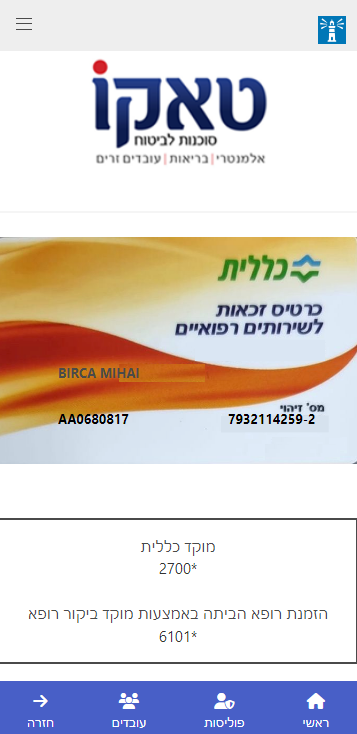 טאקו
סוכנות לביטוח
אלמנטרי | בריאות | עובדים זרים
כללית
כרטיס זכאות
לשירותים רפואיים
BIRCA MIHAI
מס' זיהוי
AA0680817 7932114259-2
מוקד כללית
2700*
הזמנת רופא הביתה באמצעות מוקד ביקור רופא
6101*
ראשי פוליסות עובדים חזרה